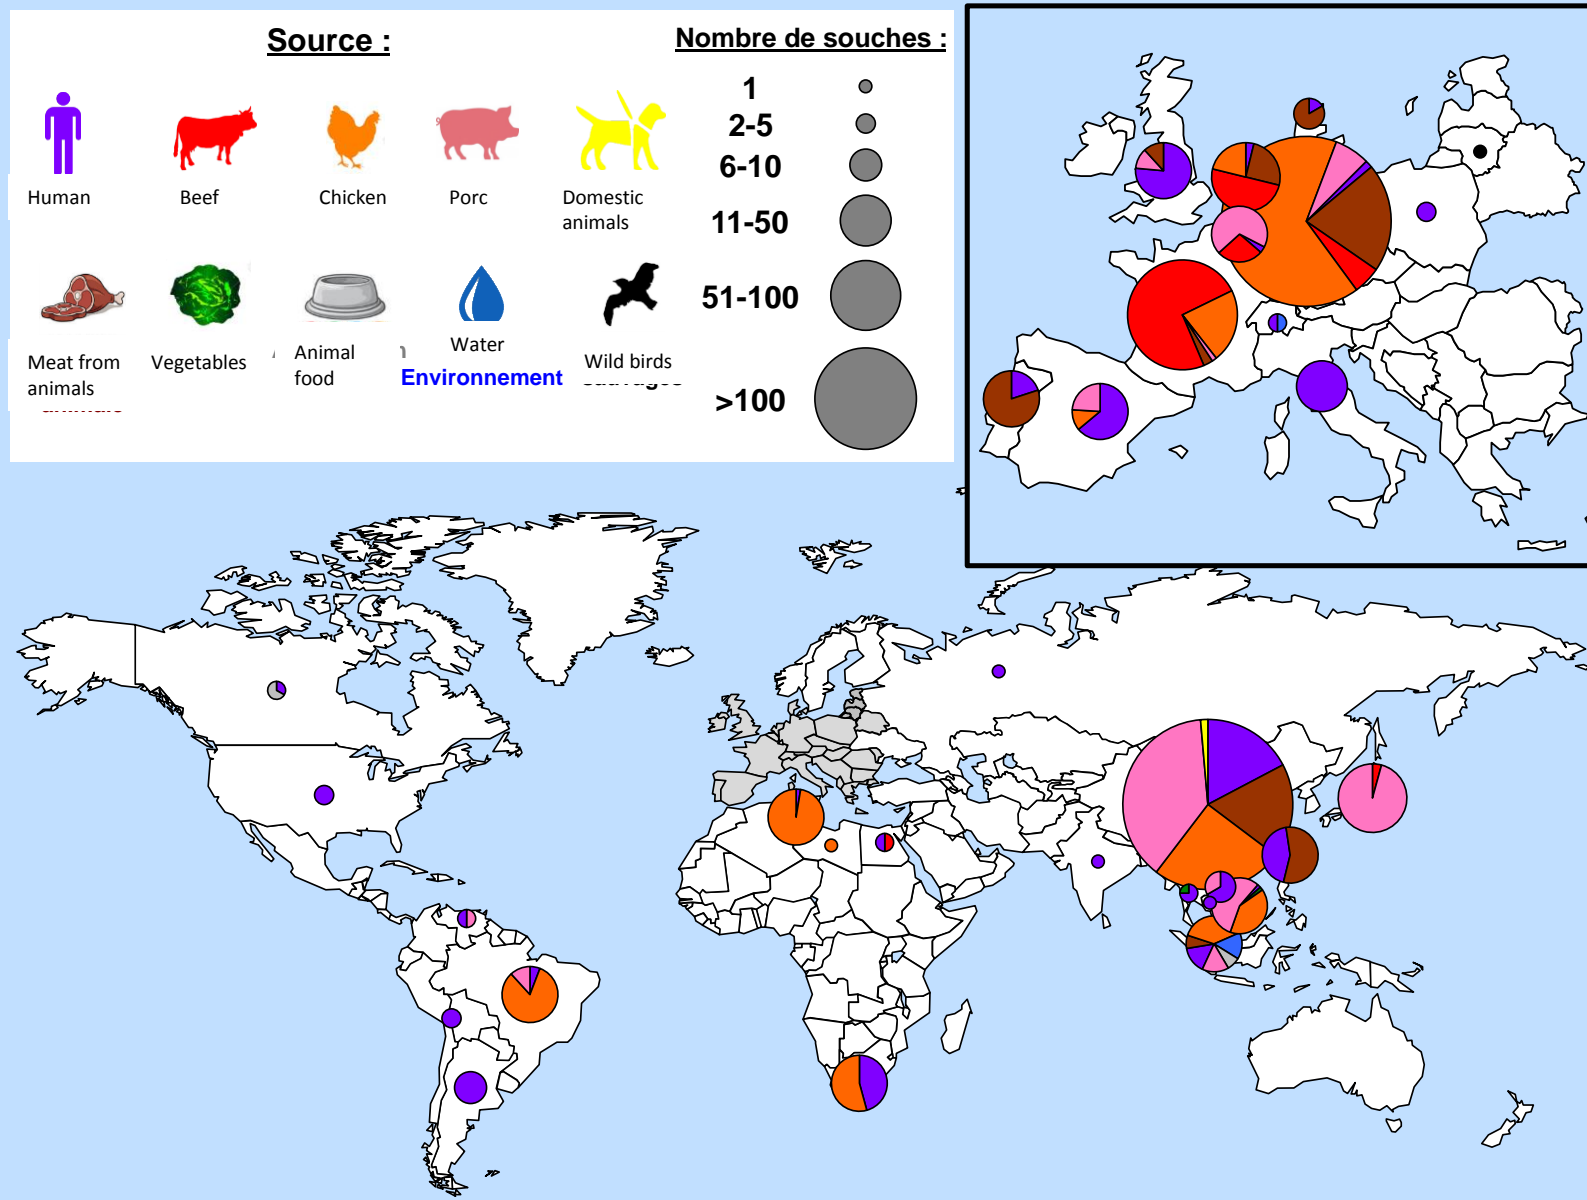 Source :
Nombre de souches :
1
2-5
6-10
11-50
51-100
>100
Human
Beef
Chicken
Porc
Domestic
animals
Meat from
animals
Vegetables
Animal
food
Water
Environnement
Wild birds